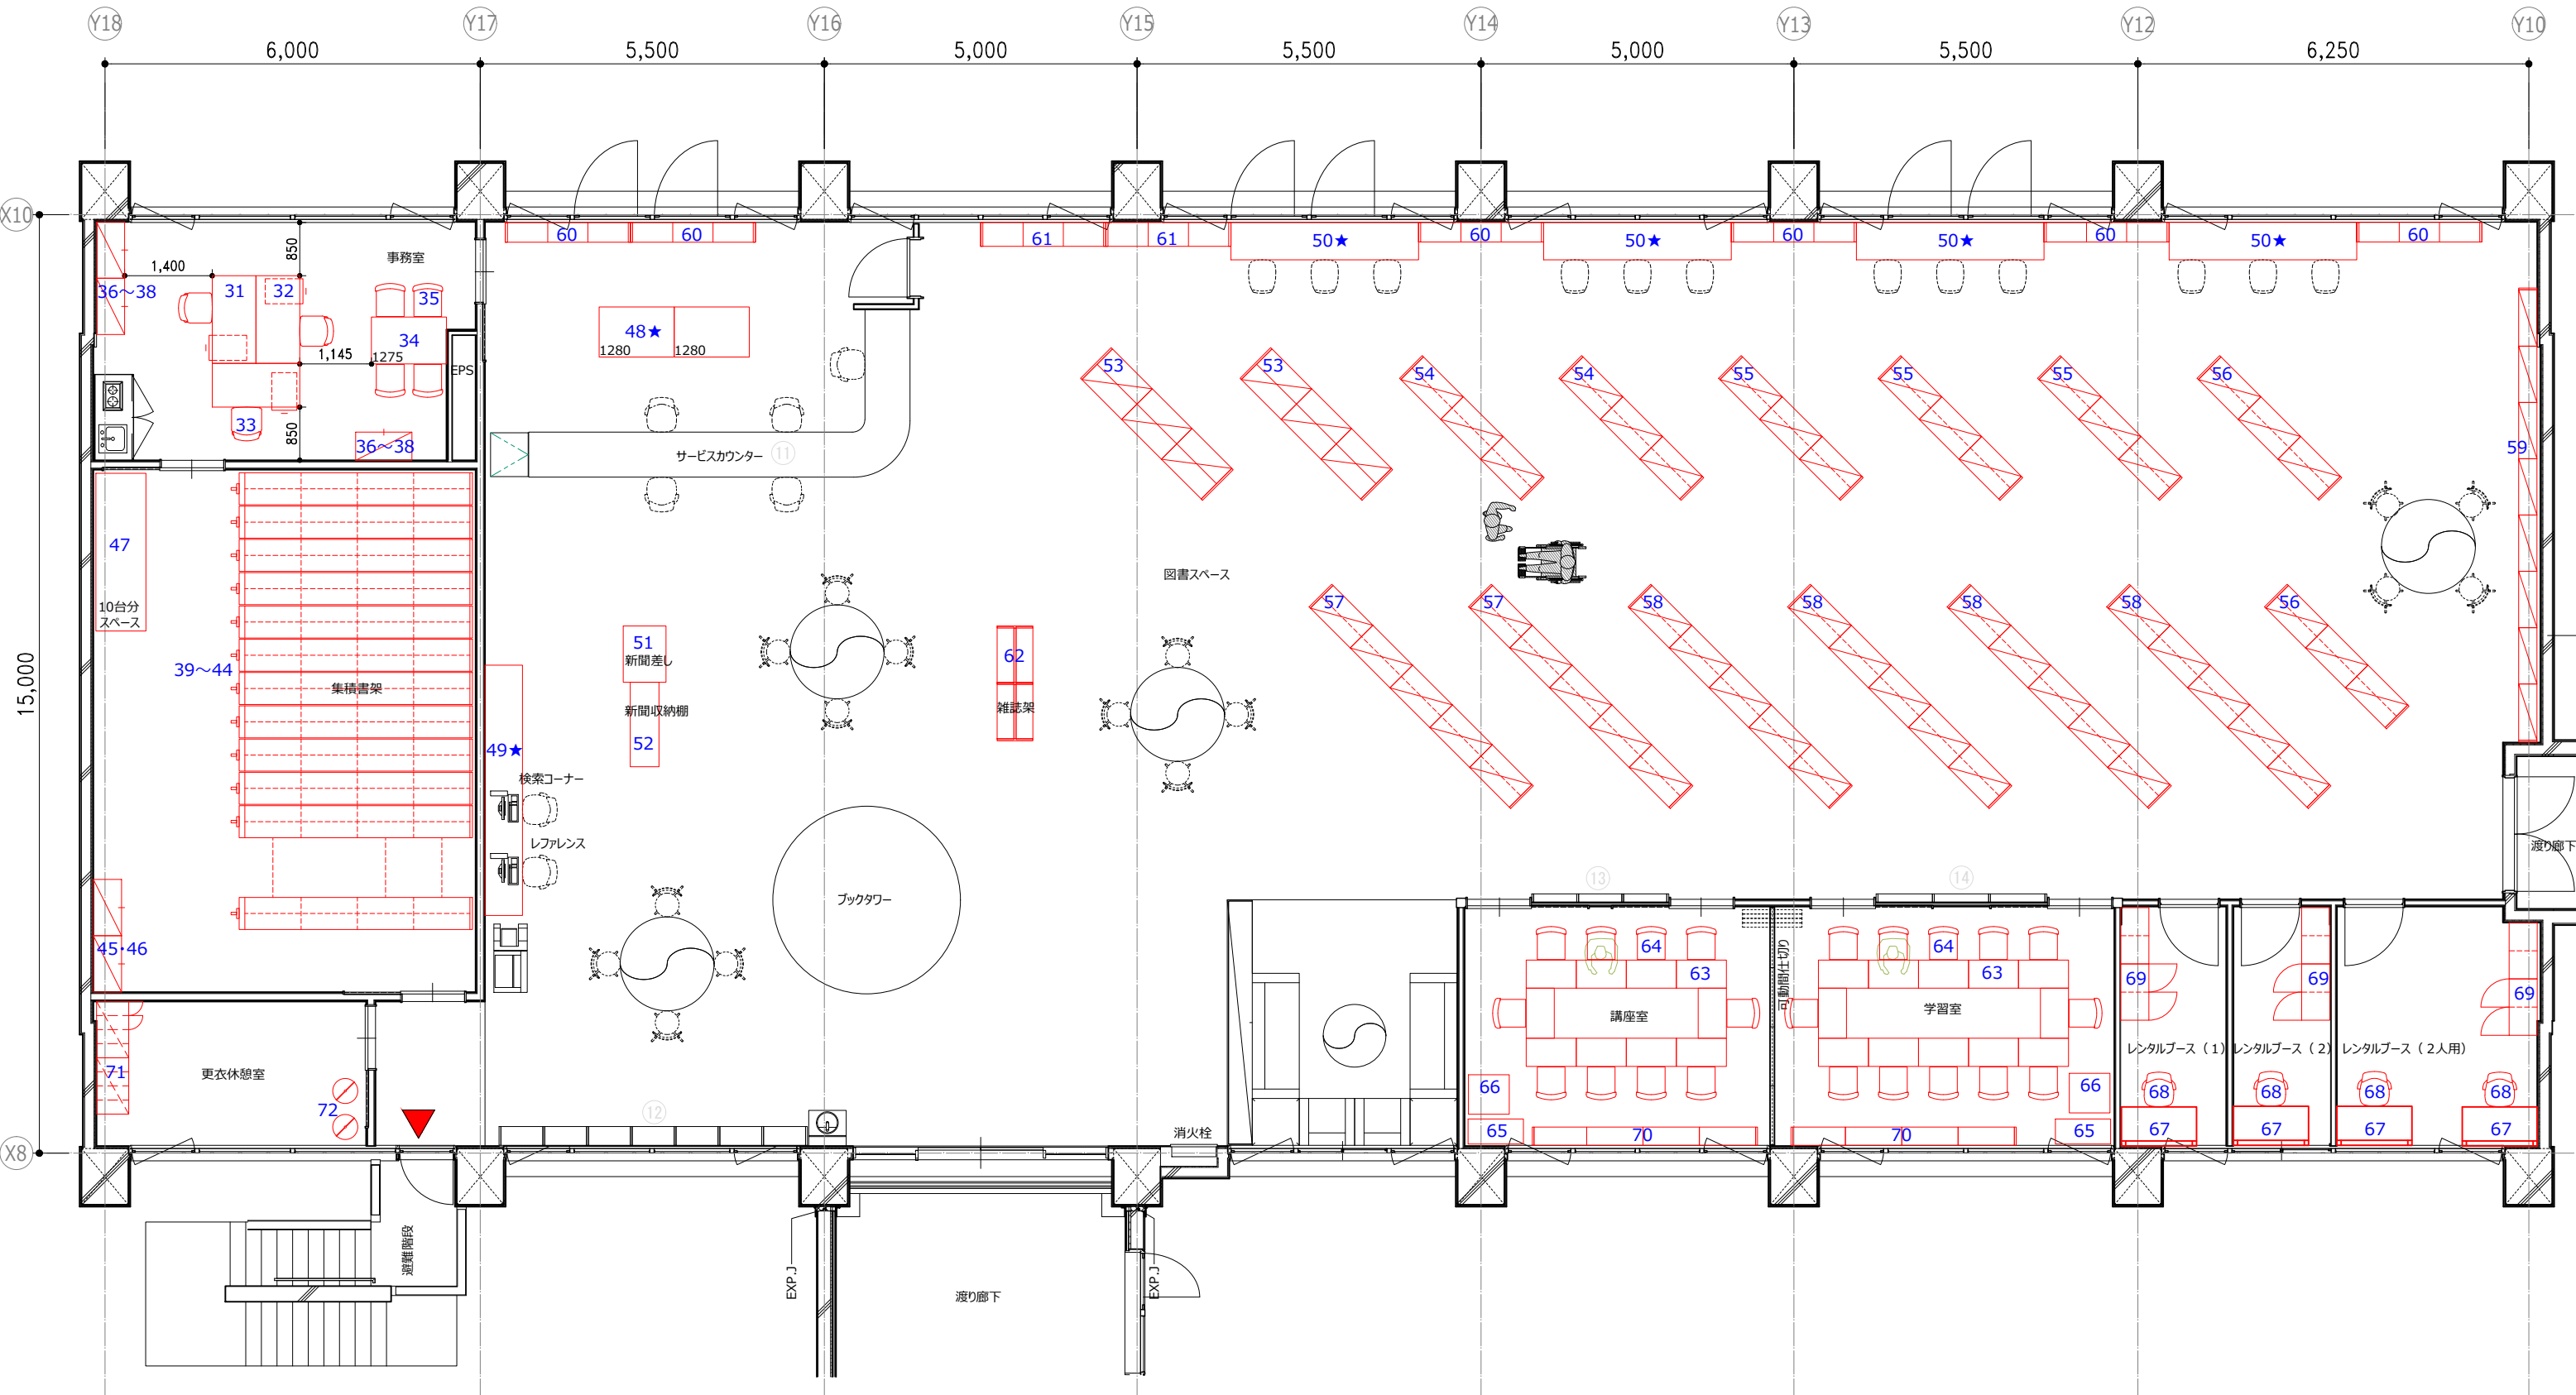 Y18
Y17
Y16
Y15
Y14
Y13
Y12
Y10
6,000
5,500
5,000
5,500
5,000
5,500
6,250
X10
15,000
X8
事務室
850
1,400
36～38
31
32
35
34
1,145
1275
EPS
33
850
36～38
60
60
61
61
50★
60
50★
60
50★
60
50★
60
48★
1280
1280
サービスカウンター
11
53
53
54
54
55
55
55
56
59
47
10台分
スペース
39～44
集積書架
45･46
図書スペース
51
新聞差し
新聞収納棚
52
62
雑誌架
57
57
58
58
58
58
56
49★
検索コーナー
レファレンス
ブックタワー
渡り廊下
13
14
64
63
講座室
可動間仕切り
64
63
学習室
66
65
70
70
66
65
69
69
69
レンタルブース（1）
レンタルブース（2）
レンタルブース（2人用）
68
68
68
68
67
67
67
67
71
更衣休憩室
72
12
消火栓
避難階段
EXP.J
EXP.J
渡り廊下